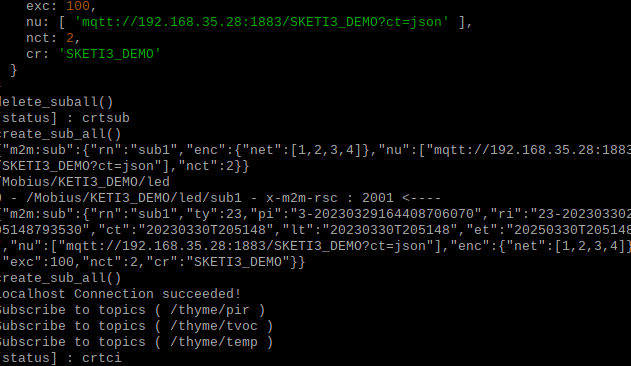 exc: 100,
nu: [ 'mqtt://192.168.35.28:1883/SKETI3_DEMO?ct=json' ],
nct: 2,
cr: 'SKETI3_DEMO'
}
delete_suball()
[status] : crtsub
create_sub_all()
{"m2m:sub":{"rn":"sub1","enc":{"net":[1,2,3,4]},"nu":["mqtt://192.168.35.28:1883
/SKETI3_DEMO?ct=json"],"nct":2}}
/Mobius/KETI3_DEMO/led
0 - /Mobius/KETI3_DEMO/led/sub1 - x-m2m-rsc : 2001 <----
{"m2m:sub":{"rn":"sub1","ty":23,"pi":"3-20230329164408706070","ri":"23-202303302
05148793530","ct":"20230330T205148","lt":"20230330T205148","et":"20250330T205148
","nu":["mqtt://192.168.35.28:1883/SKETI3_DEMO?ct=json"],"enc":{"net":[1,2,3,4]}
,"exc":100,"nct":2,"cr":"SKETI3_DEMO"}}
create_sub_all()
localhost Connection succeeded!
Subscribe to topics ( /thyme/pir )
Subscribe to topics ( /thyme/tvoc )
Subscribe to topics ( /thyme/temp )
[status] : crtci